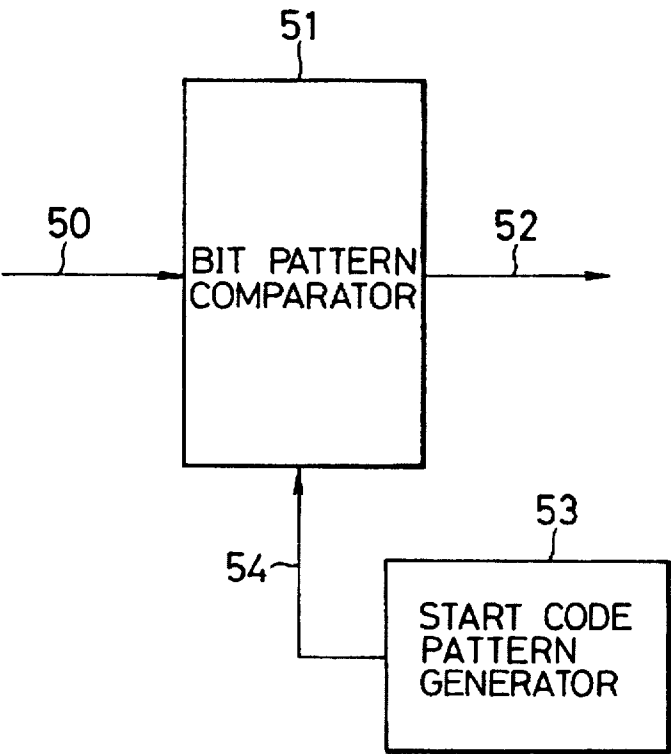 51
50
52
BIT PATTERN
COMPARATOR
53
54
START CODE
PATTERN
GENERATOR